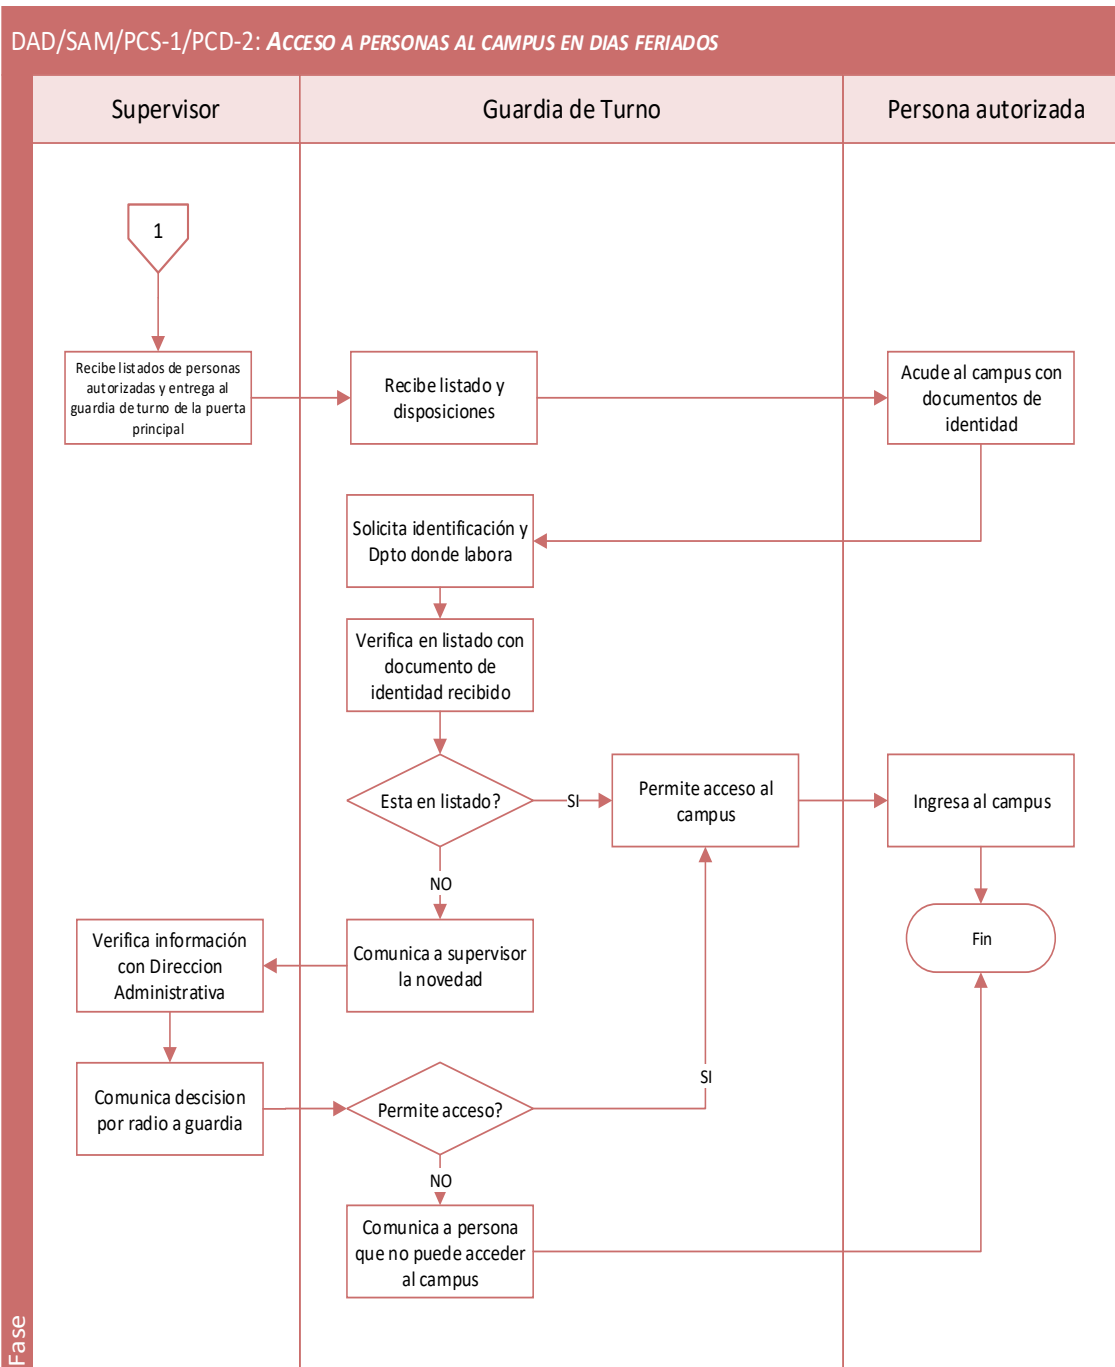 DAD/SAM/PCS-1/PCD-2: ACCESO A PERSONAS AL CAMPUS EN DIAS FERIADOS
Supervisor
Guardia de Turno
Persona autorizada
1
Recibe listados de personas
autorizadas y entrega al
guardia de turno de la puerta
principal
Recibe listado y
disposiciones
Acude al campus con
documentos de
identidad
Solicita identificación y
Dpto donde labora
Verifica en listado con
documento de
identidad recibido
Esta en listado?
SI
Permite acceso al
campus
Ingresa al campus
NO
Fin
Comunica a supervisor
la novedad
Verifica información
con Direccion
Administrativa
Comunica descision
por radio a guardia
Permite acceso?
SI
NO
Comunica a persona
que no puede acceder
al campus
Fase